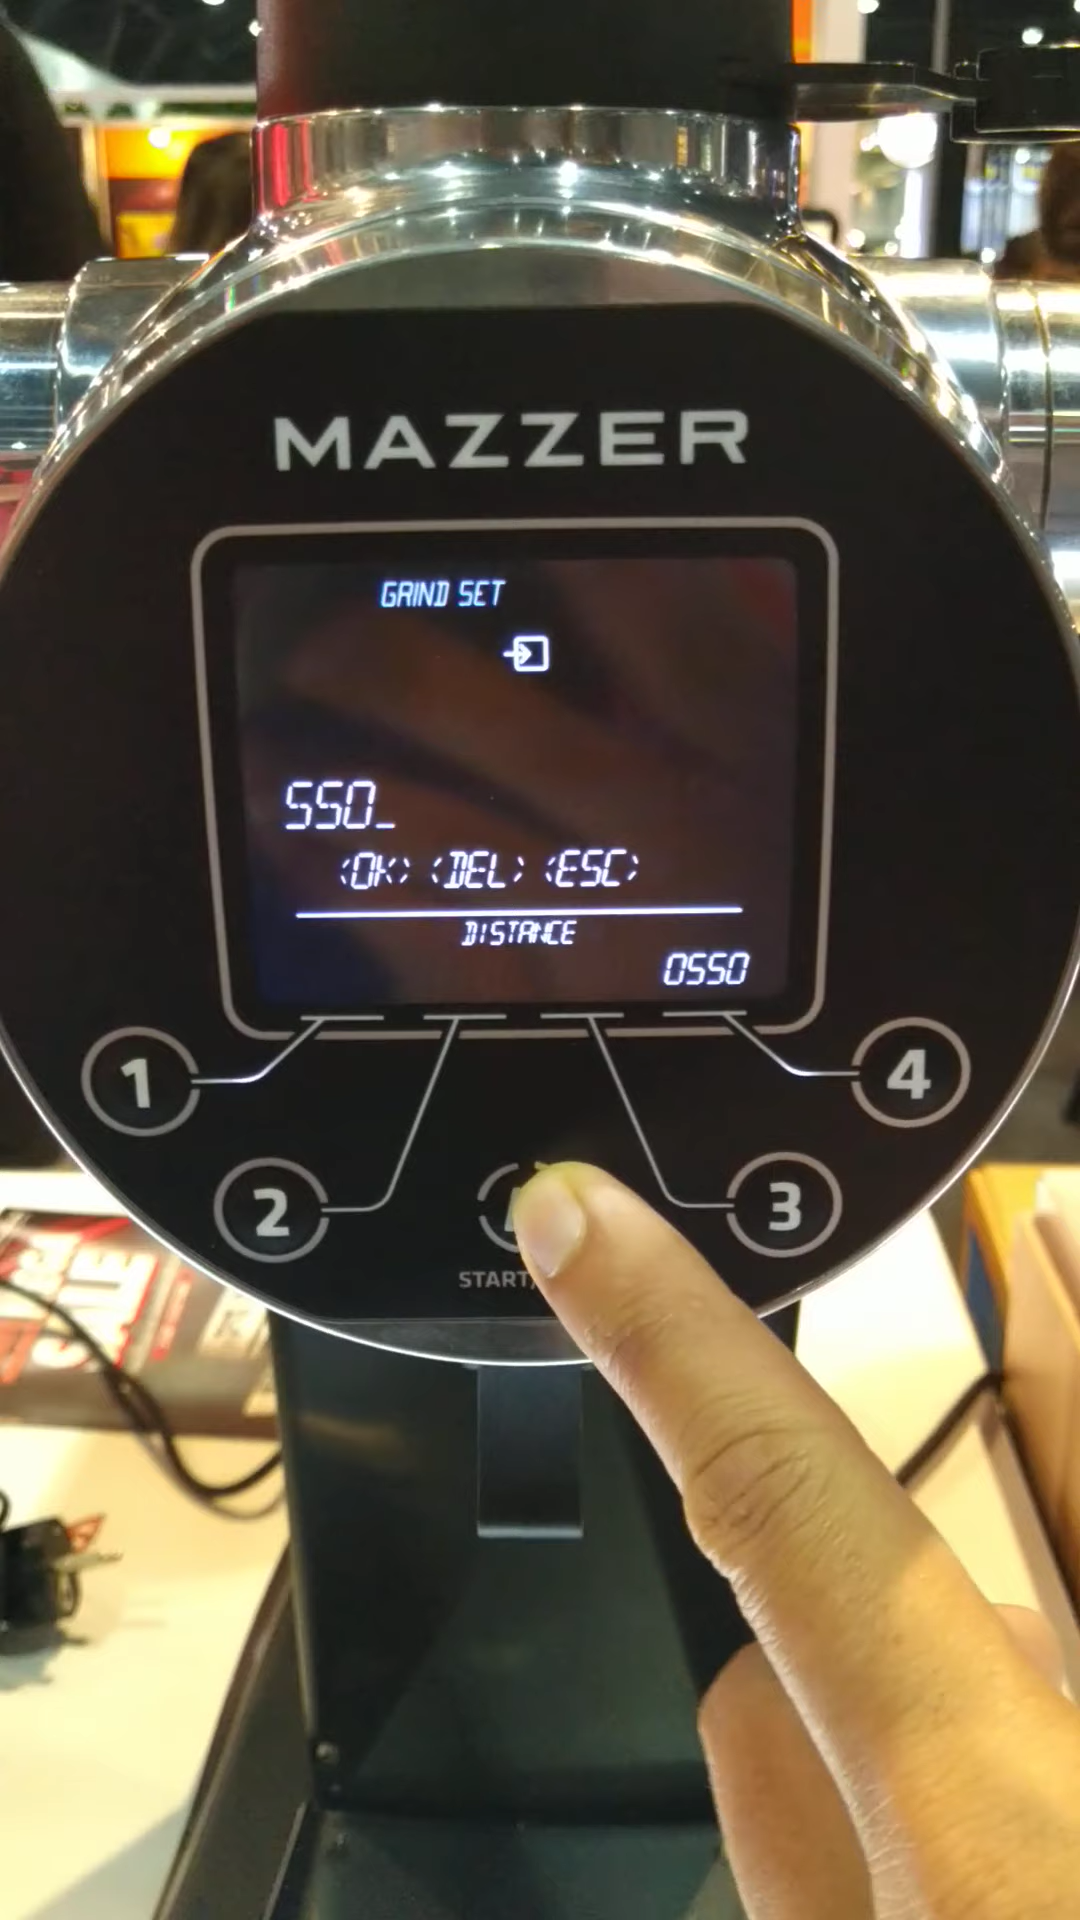 MAZZER
GRIND SET
550_
<OK> <DEL> <ESC>
DISTANCE
0550
1
4
2
3
START/